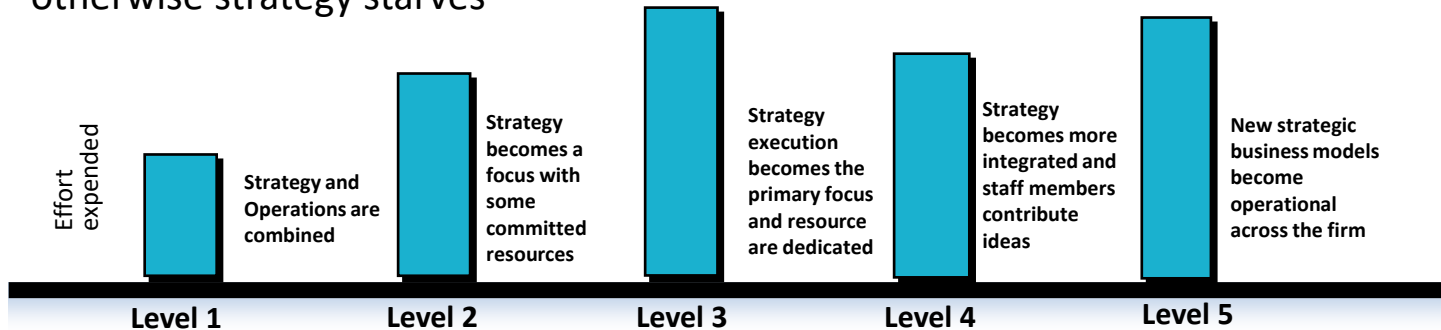 otherwise strategy starves
Effort
expended
Strategy and
Operations are
combined
Strategy
becomes a
focus with
some
committed
resources
Strategy
execution
becomes the
primary focus
and resource
are dedicated
Strategy
becomes more
integrated and
staff members
contribute
ideas
New strategic
business models
become
operational
across the firm
Level 1
Level 2
Level 3
Level 4
Level 5